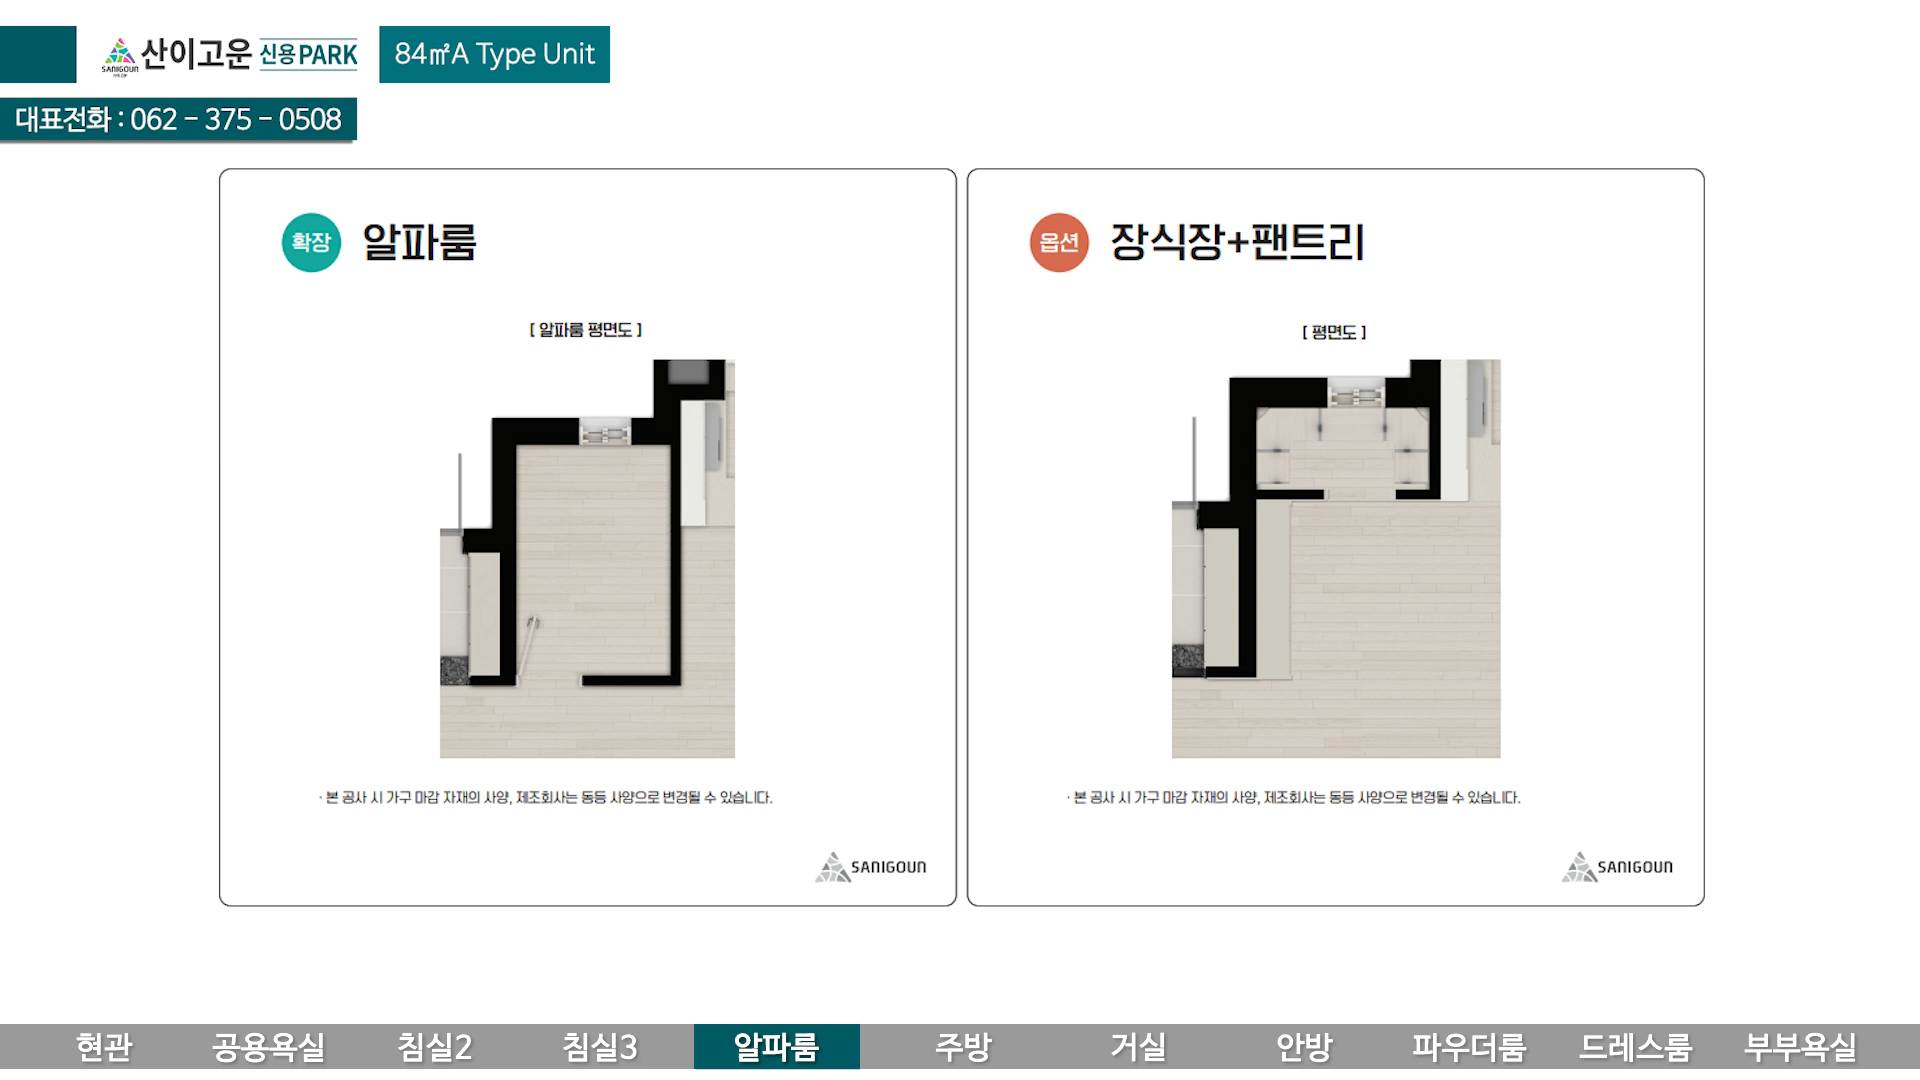 SANIGOUN
산이고운 신용PARK
84㎡A Type Unit
대표전화 : 062 - 375 - 0508
확장 알파룸
[ 알파룸 평면도 ]
· 본 공사 시 가구 마감 자재의 사양, 제조회사는 동등 사양으로 변경될 수 있습니다.
SANIGOUN
옵션 장식장+팬트리
[ 평면도 ]
· 본 공사 시 가구 마감 자재의 사양, 제조회사는 동등 사양으로 변경될 수 있습니다.
SANIGOUN
현관 공용욕실 침실2 침실3 알파룸 주방 거실 안방 파우더룸 드레스룸 부부욕실